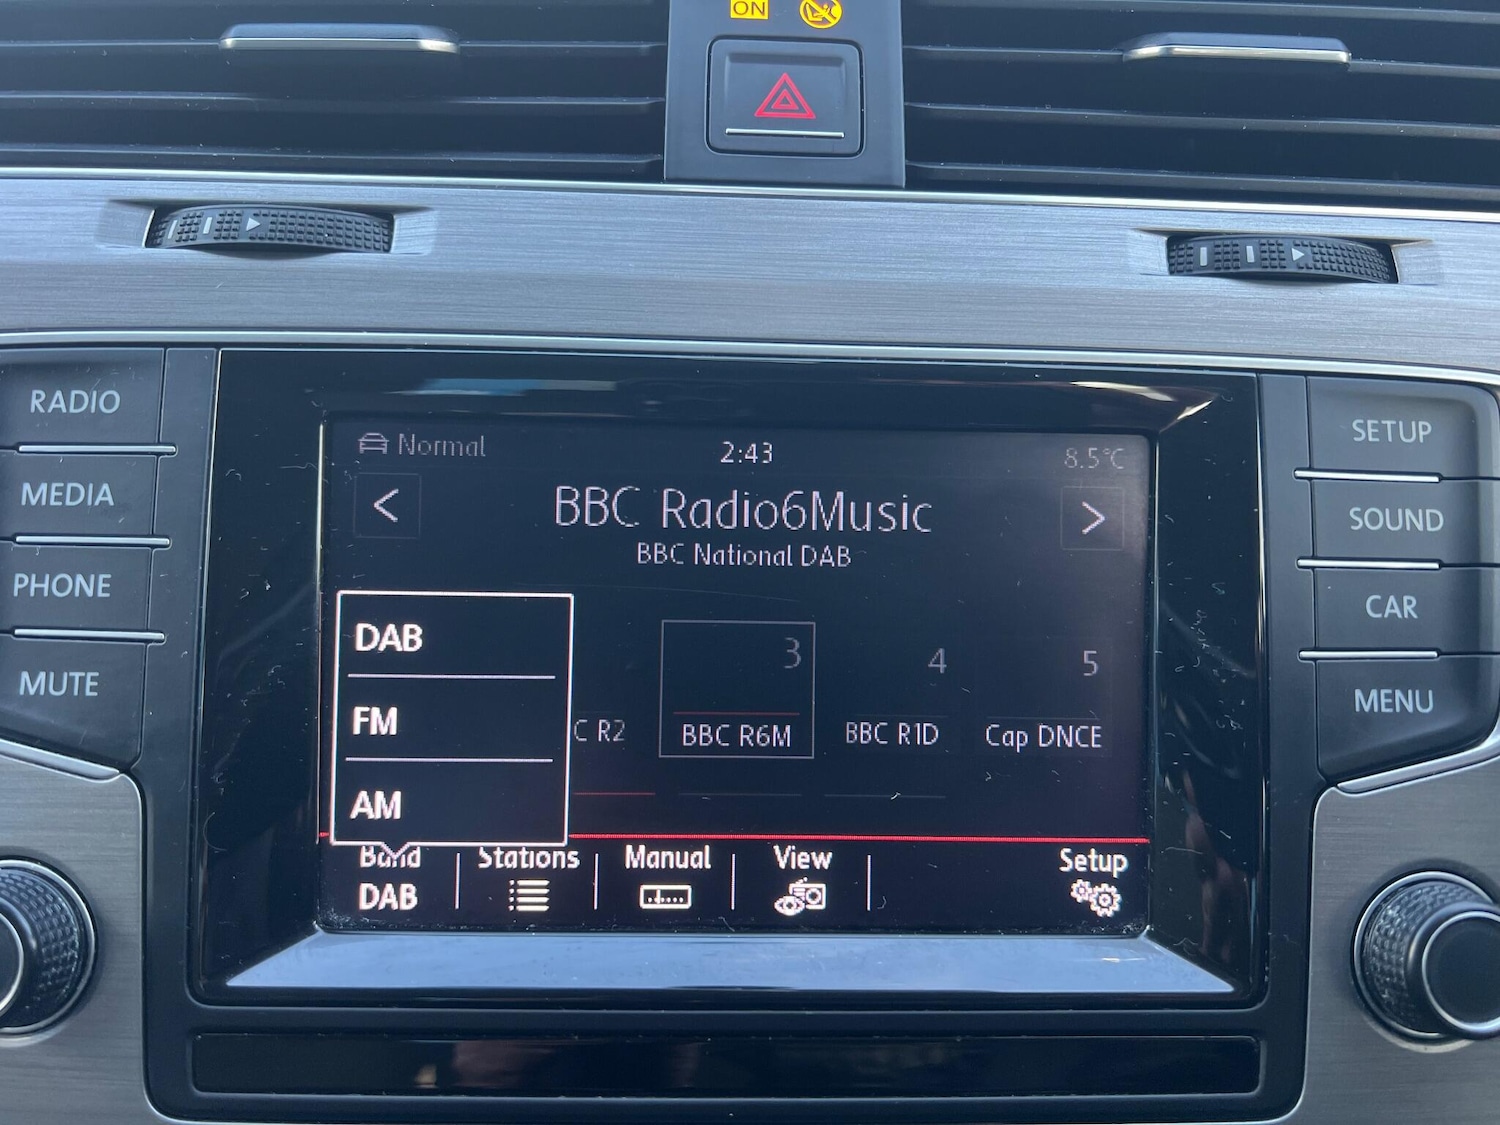 ON
RADIO
MEDIA
PHONE
MUTE
Normal
2:43
8.5°C
<
BBC Radio6Music
>
BBC National DAB
DAB
FM
AM
3
4
5
C R2
BBC R6M
BBC R1D
Cap DNCE
Band
DAB
Stations
Manual
View
Setup
SETUP
SOUND
CAR
MENU